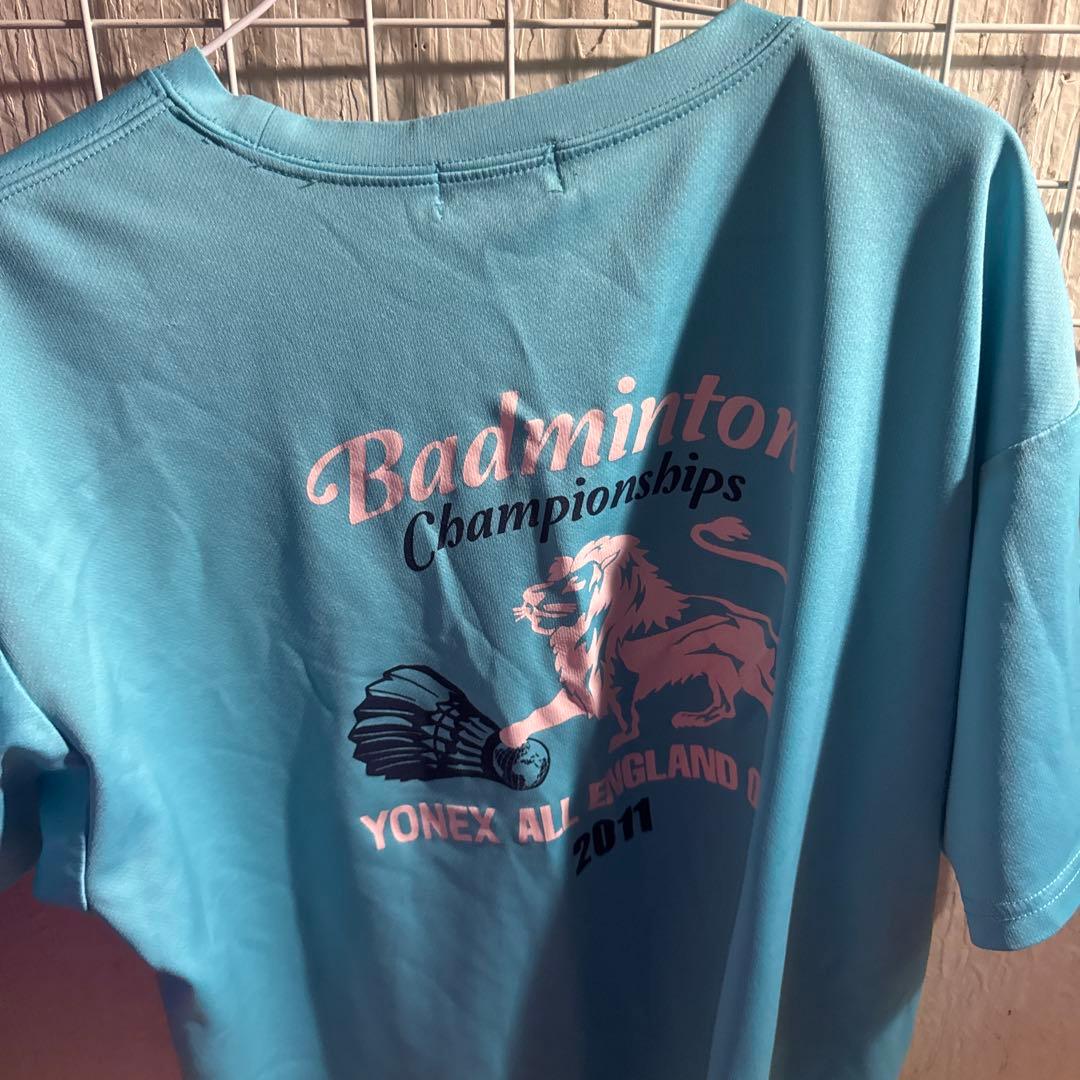 Badminton
Championships
YONEX ALL ENGLAND O
2011